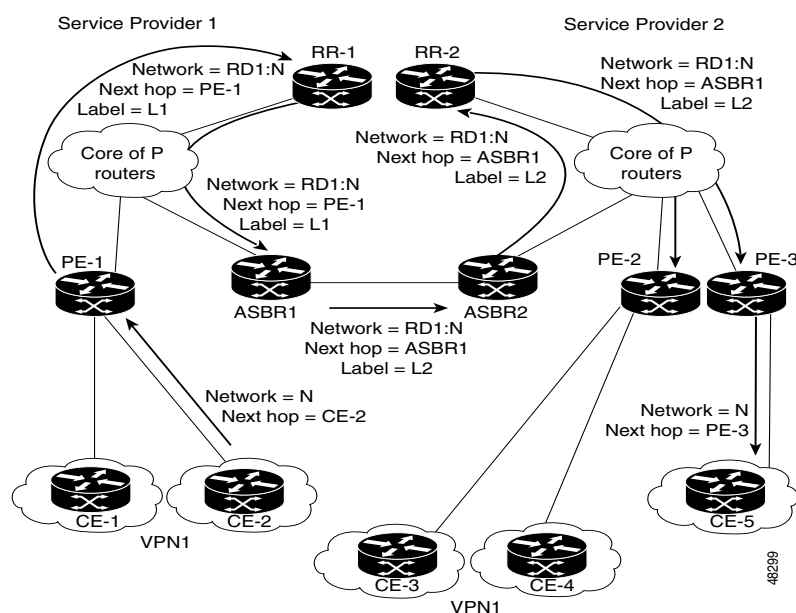 Service Provider 1
Service Provider 2
RR-1
RR-2
Network = RD1:N
Next hop = PE-1
Label = L1
Network = RD1:N
Next hop = ASBR1
Label = L2
Core of P
routers
Network = RD1:N
Next hop = ASBR1
Label = L2
Core of P
routers
Network = RD1:N
Next hop = PE-1
Label = L1
PE-1
ASBR1
ASBR2
PE-2
PE-3
Network = RD1:N
Next hop = ASBR1
Label = L2
Network = N
Next hop = CE-2
Network = N
Next hop = PE-3
CE-1
CE-2
VPN1
CE-3
CE-4
VPN1
CE-5
48299